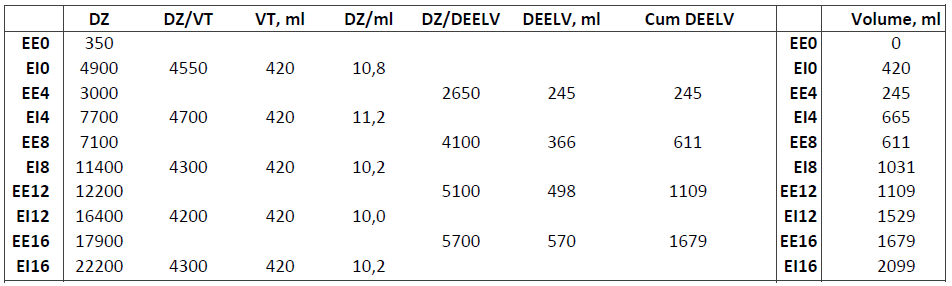 DZ DZ/VT VT, ml DZ/ml DZ/DEELV DEELV, ml Cum DEELV Volume, ml
EE0 350 EE0 0
EI0 4900 4550 420 10,8 EI0 420
EE4 3000 2650 245 245 EE4 245
EI4 7700 4700 420 11,2 EI4 665
EE8 7100 4100 366 611 EE8 611
EI8 11400 4300 420 10,2 EI8 1031
EE12 12200 5100 498 1109 EE12 1109
EI12 16400 4200 420 10,0 EI12 1529
EE16 17900 5700 570 1679 EE16 1679
EI16 22200 4300 420 10,2 EI16 2099